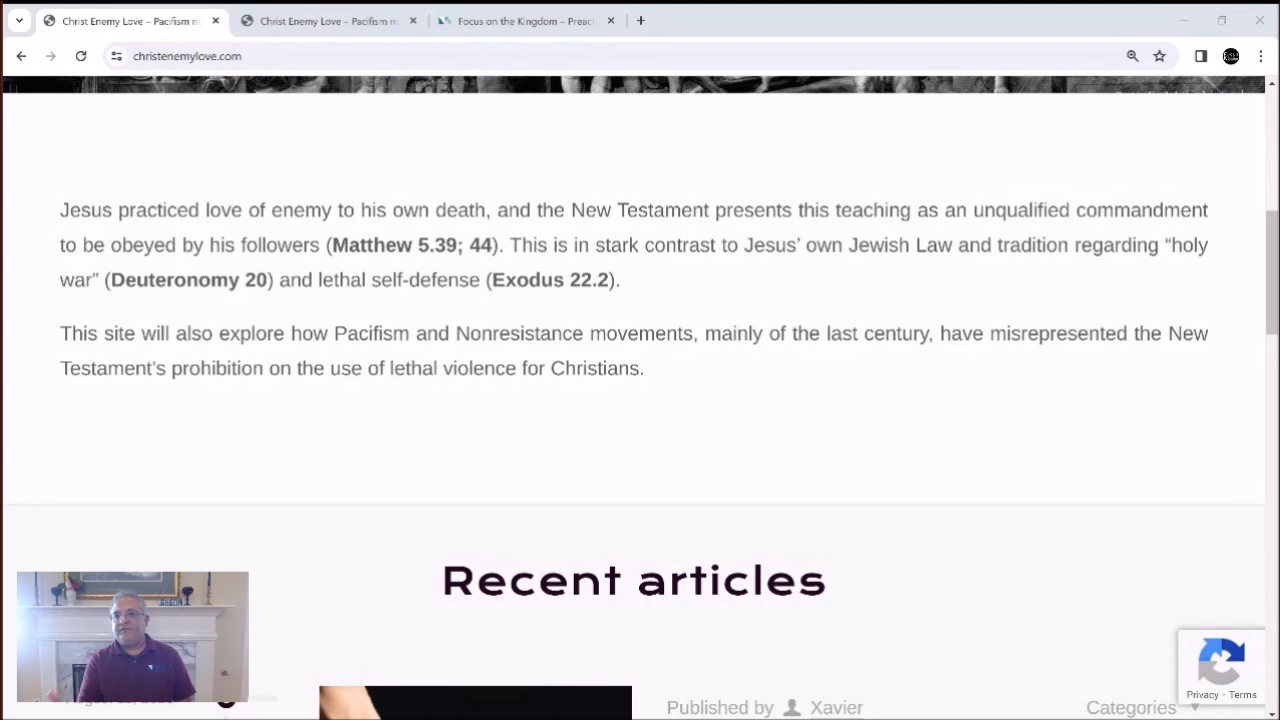 Christ Enemy Love – Pacifism n
Christ Enemy Love – Pacifism n
Focus on the Kingdom – Preach
christenemylove.com
Jesus practiced love of enemy to his own death, and the New Testament presents this teaching as an unqualified commandment
to be obeyed by his followers (Matthew 5.39; 44). This is in stark contrast to Jesus’ own Jewish Law and tradition regarding “holy
war” (Deuteronomy 20) and lethal self-defense (Exodus 22.2).
This site will also explore how Pacifism and Nonresistance movements, mainly of the last century, have misrepresented the New
Testament’s prohibition on the use of lethal violence for Christians.
Recent articles
Privacy - Terms
Published by Xavier
Categories